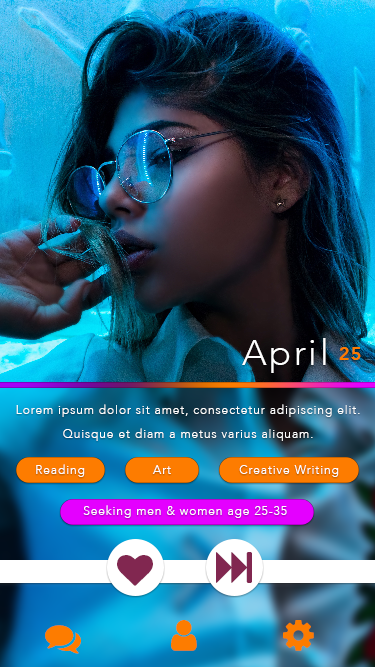 April 25
Lorem ipsum dolor sit amet, consectetur adipiscing elit.
Quisque et diam a metus varius aliquam.
Reading Art Creative Writing
Seeking men & women age 25-35